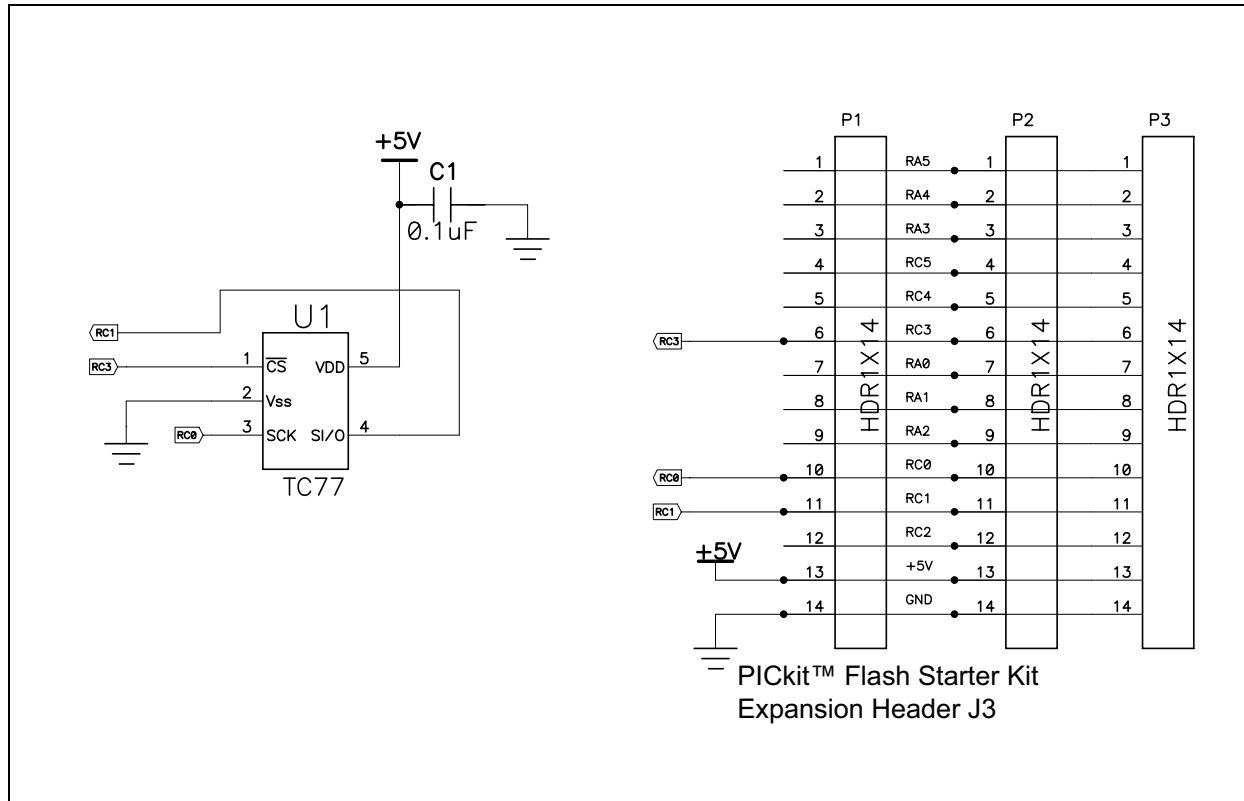 +5V
C1
0.1uF
RC1
RC3
RC0
U1
1 CS VDD 5
2 Vss
3 SCK SI/O 4
TC77
P1 P2 P3
1 RA5 1 1
2 RA4 2 2
3 RA3 3 3
4 RC5 4 4
5 RC4 5 5
RC3 6 RC3 6 6
7 RA0 7 7
8 RA1 8 8
9 RA2 9 9
RC0 10 RC0 10 10
RC1 11 RC1 11 11
12 RC2 12 12
+5V
13 +5V 13 13
14 GND 14 14
HDR1X14
HDR1X14
HDR1X14
PICkit™ Flash Starter Kit
Expansion Header J3